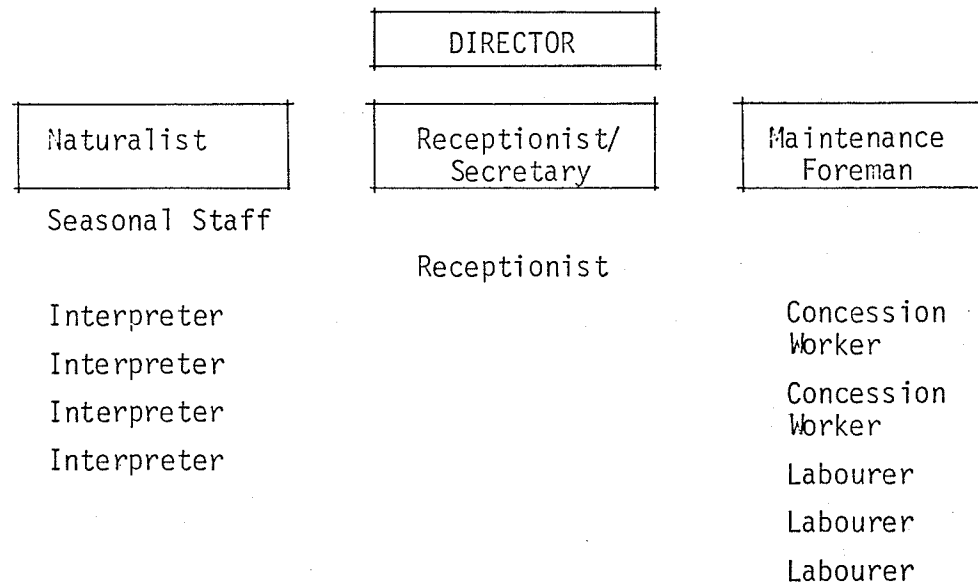 DIRECTOR
Naturalist
Receptionist/
Secretary
Maintenance
Foreman
Seasonal Staff
Receptionist
Interpreter
Interpreter
Interpreter
Interpreter
Concession
Worker
Concession
Worker
Labourer
Labourer
Labourer